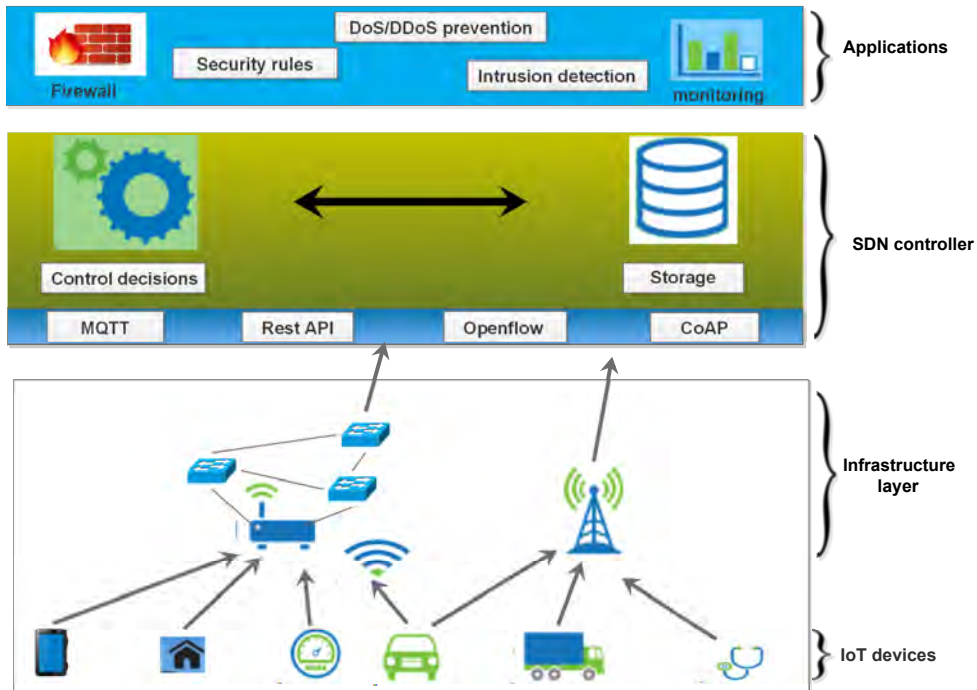 DoS/DDoS prevention
Applications
Security rules
Intrusion detection
Firewall
monitoring
SDN controller
Control decisions
Storage
MQTT
Rest API
Openflow
CoAP
Infrastructure
layer
IoT devices